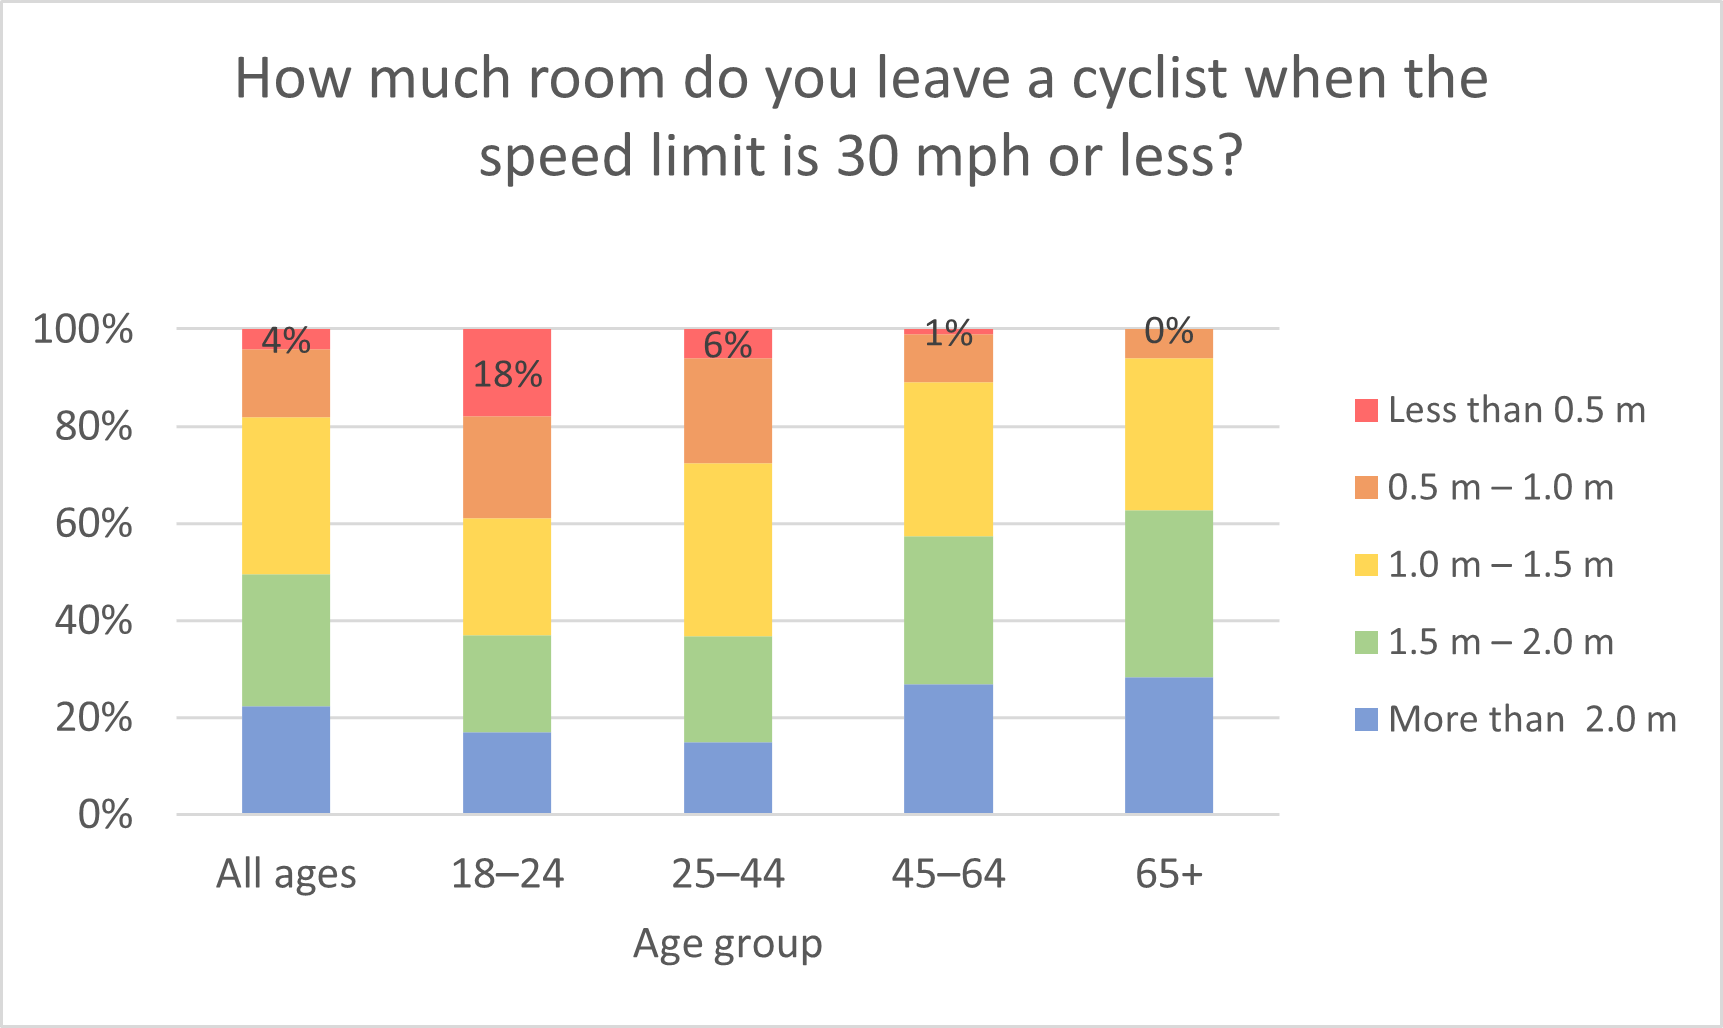 How much room do you leave a cyclist when the
speed limit is 30 mph or less?
100%
80%
60%
40%
20%
0%
4%
18%
6%
1%
0%
All ages
18–24
25–44
45–64
65+
Age group
Less than 0.5 m
0.5 m – 1.0 m
1.0 m – 1.5 m
1.5 m – 2.0 m
More than  2.0 m